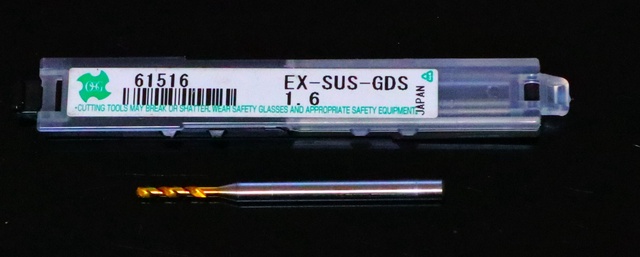 OSG
61516
EX-SUS-GDS
1.6
•CUTTING TOOLS MAY BREAK OR SHATTER. WEAR SAFETY GLASSES AND APPROPRIATE SAFETY EQUIPMENT.
JAPAN